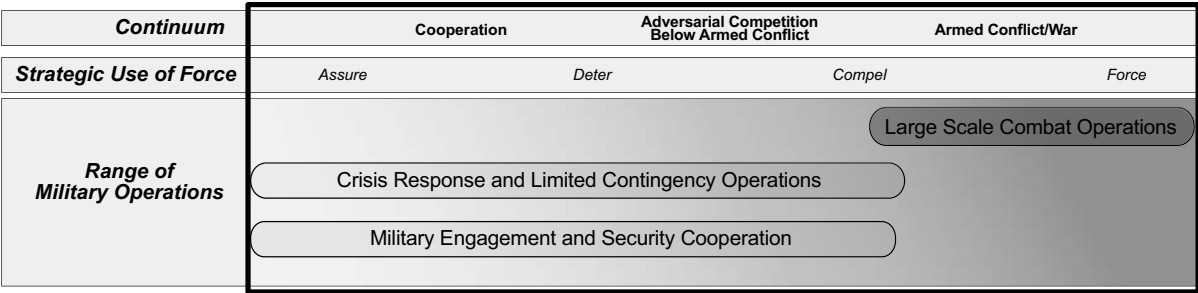 Continuum
Cooperation
Adversarial Competition
Below Armed Conflict
Armed Conflict/War
Strategic Use of Force
Assure
Deter
Compel
Force
Range of
Military Operations
Large Scale Combat Operations
Crisis Response and Limited Contingency Operations
Military Engagement and Security Cooperation